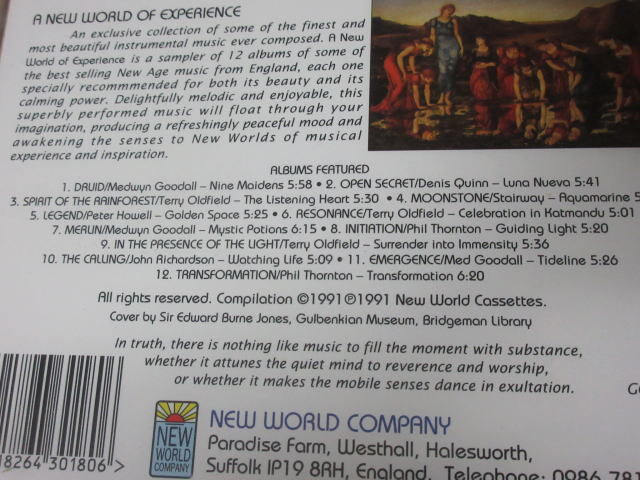 A NEW WORLD OF EXPERIENCE
An exclusive collection of some of the finest and
most beautiful instrumental music ever composed. A New
World of Experience is a sampler of 12 albums of some of
the best selling New Age music from England, each one
specially recommmended for both its beauty and its
calming power. Delightfully melodic and enjoyable, this
superbly performed music will float through your
imagination, producing a refreshingly peaceful mood and
awakening the senses to New Worlds of musical
experience and inspiration.
ALBUMS FEATURED
1. DRUID/Medwyn Goodall – Nine Maidens 5:58 • 2. OPEN SECRET/Denis Quinn – Luna Nueva 5:41
3. SPIRIT OF THE RAINFOREST/Terry Oldfield – The Listening Heart 5:30 • 4. MOONSTONE/Stairway – Aquamarine 5
5. LEGEND/Peter Howell – Golden Space 5:25 • 6. RESONANCE/Terry Oldfield – Celebration in Katmandu 5:01
7. MERLIN/Medwyn Goodall – Mystic Potions 6:15 • 8. INITIATION/Phil Thornton – Guiding Light 5:20
9. IN THE PRESENCE OF THE LIGHT/Terry Oldfield – Surrender into Immensity 5:36
10. THE CALLING/John Richardson – Watching Life 5:09 • 11. EMERGENCE/Med Goodall – Tideline 5:26
12. TRANSFORMATION/Phil Thornton – Transformation 6:20
All rights reserved. Compilation ©1991 ℗1991 New World Cassettes.
Cover by Sir Edward Burne Jones, Gulbenkian Museum, Bridgeman Library
In truth, there is nothing like music to fill the moment with substance,
whether it attunes the quiet mind to reverence and worship,
or whether it makes the mobile senses dance in exultation.
18264 301806 >
NEW
WORLD
COMPANY
NEW WORLD COMPANY
Paradise Farm, Westhall, Halesworth,
Suffolk IP19 8RH, England. Telephone: 0986 781